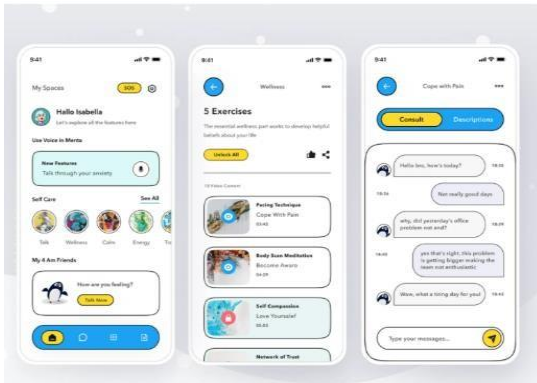 9:41
My Spaces
SOS
Hallo Isabella
Let's explore all the features here
Use Voice in Menta
New Features
Talk through your anxiety
Self Care
See All
Talk
Wellness
Calm
Energy
My 4 Am Friends
How are you feeling?
Talk Now
9:41
Wellness
5 Exercises
The essential wellness part works to develop helpful
beliefs about your life
Unlock All
Pacing Technique
Cope With Pain
Body Scan Meditation
Become Aware
04:09
Self Compassion
Love Yourself
Network of Trust
9:41
Cope with Pain
Consult
Descriptions
Hello bro, how's today?
Not really good days
why, did yesterday's office
problem not end?
yes that's right, this problem
is getting bigger making the
team not enthusiastic
Wow, what a tiring day for you!
Type your messages...